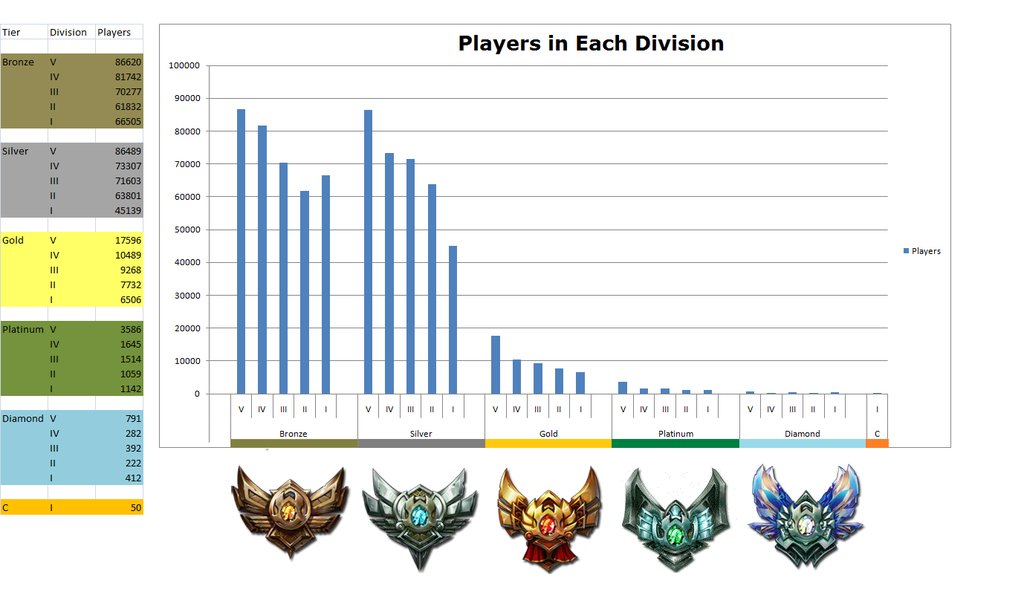 Tier Division Players
Bronze V 86620
IV 81742
III 70277
II 61832
I 66505
Silver V 86489
IV 73307
III 71603
II 63801
I 45139
Gold V 17596
IV 10489
III 9268
II 7732
I 6506
Platinum V 3586
IV 1645
III 1514
II 1059
I 1142
Diamond V 791
IV 282
III 392
II 222
I 412
C I 50
Players in Each Division
100000
90000
80000
70000
60000
50000
40000
30000
20000
10000
0
V IV III II I V IV III II I V IV III II I V IV III II I V IV III II I I
Bronze Silver Gold Platinum Diamond C
Players